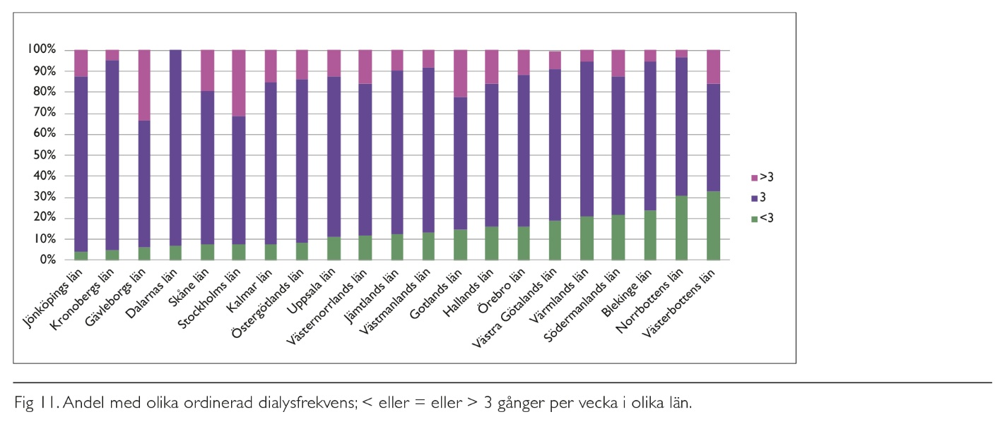 100%
90%
80%
70%
60%
50%
40%
30%
20%
10%
0%
Jönköpings län
Kronobergs län
Gävleborgs län
Dalarnas län
Skåne län
Stockholms län
Kalmar län
Östergötlands län
Uppsala län
Västernorrlands län
Jämtlands län
Västmanlands län
Gotlands län
Hallands län
Örebro län
Västra Götalands län
Värmlands län
Södermanlands län
Blekinge län
Norrbottens län
Västerbottens län
>3
3
<3
Fig 11. Andel med olika ordinerad dialysfrekvens; < eller = eller > 3 gånger per vecka i olika län.